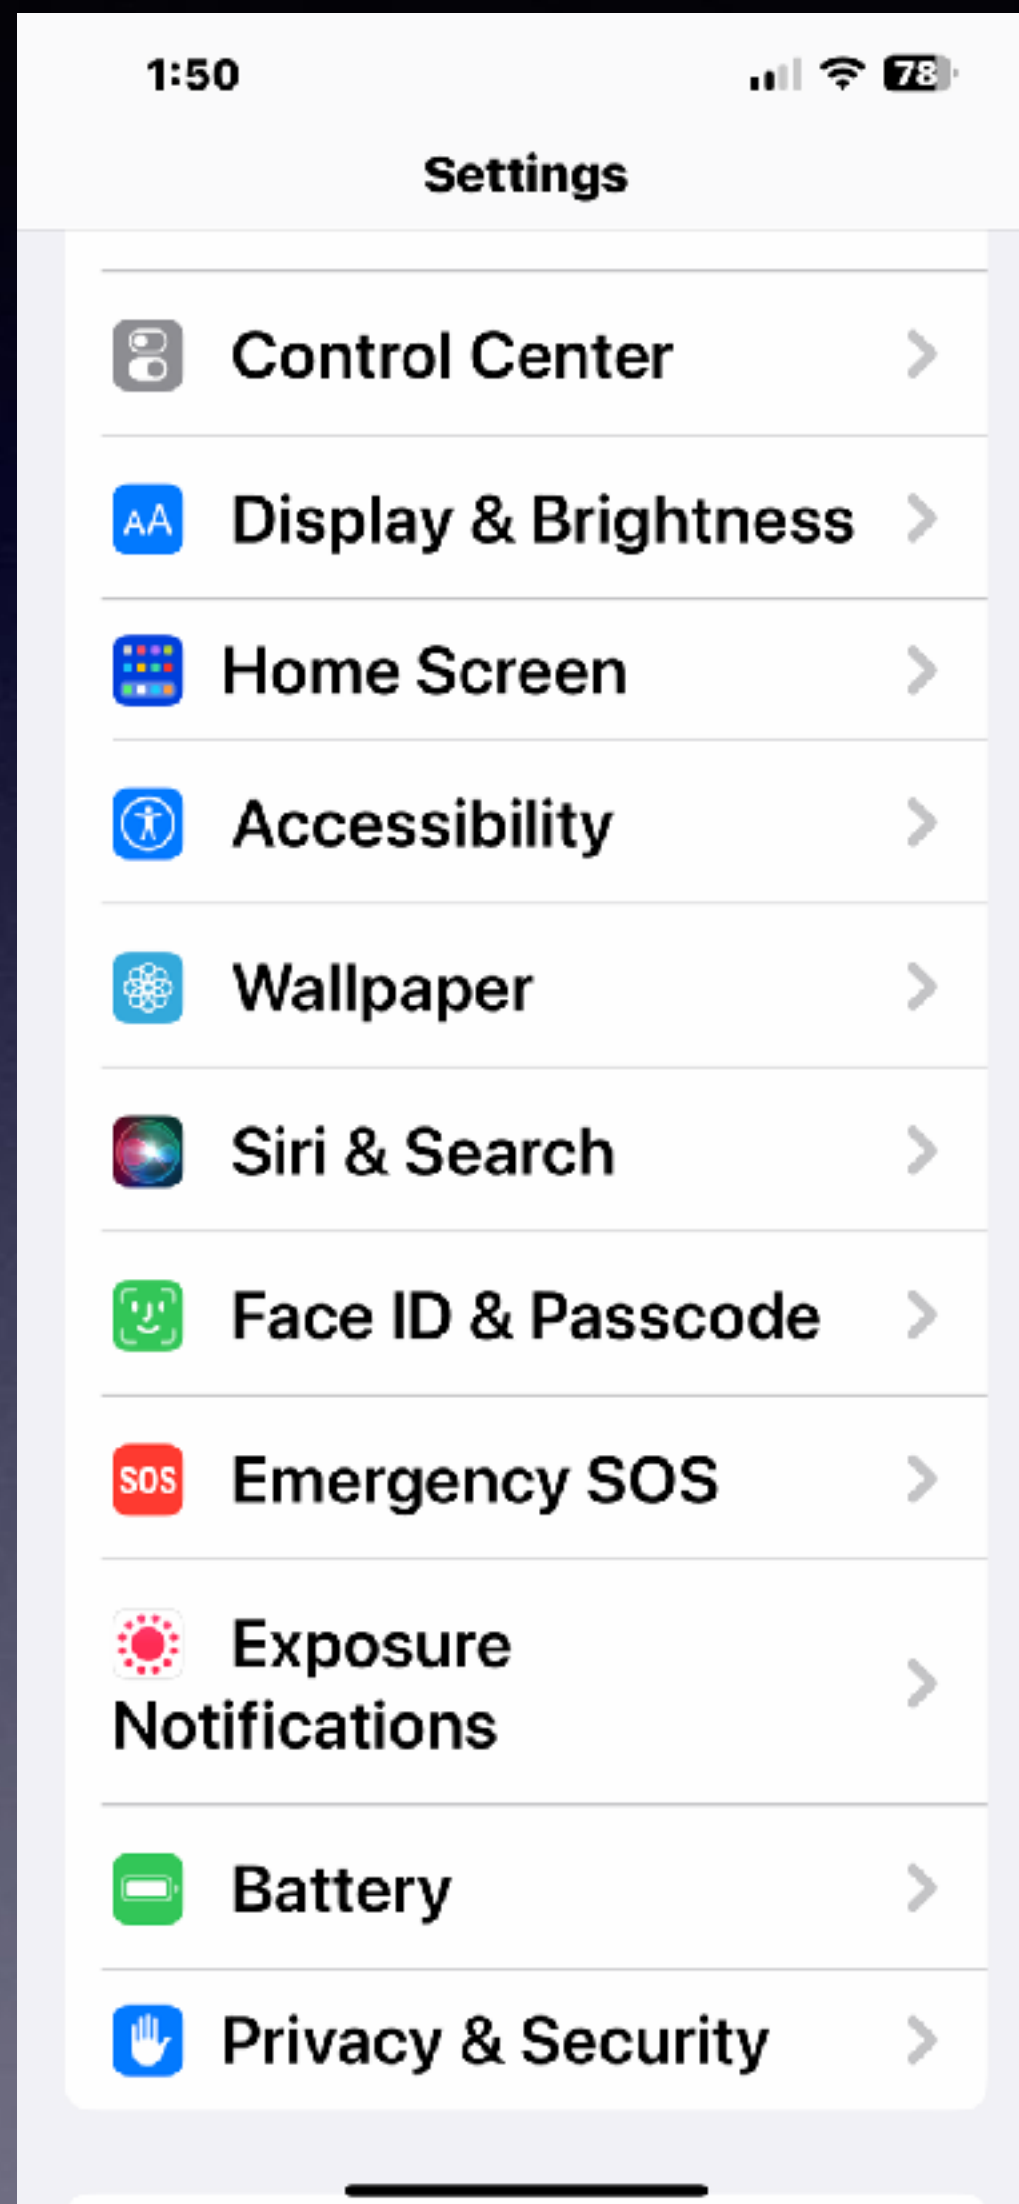 1:50 78
Settings
Control Center
AA Display & Brightness
Home Screen
Accessibility
Wallpaper
Siri & Search
Face ID & Passcode
SOS Emergency SOS
Exposure
Notifications
Battery
Privacy & Security